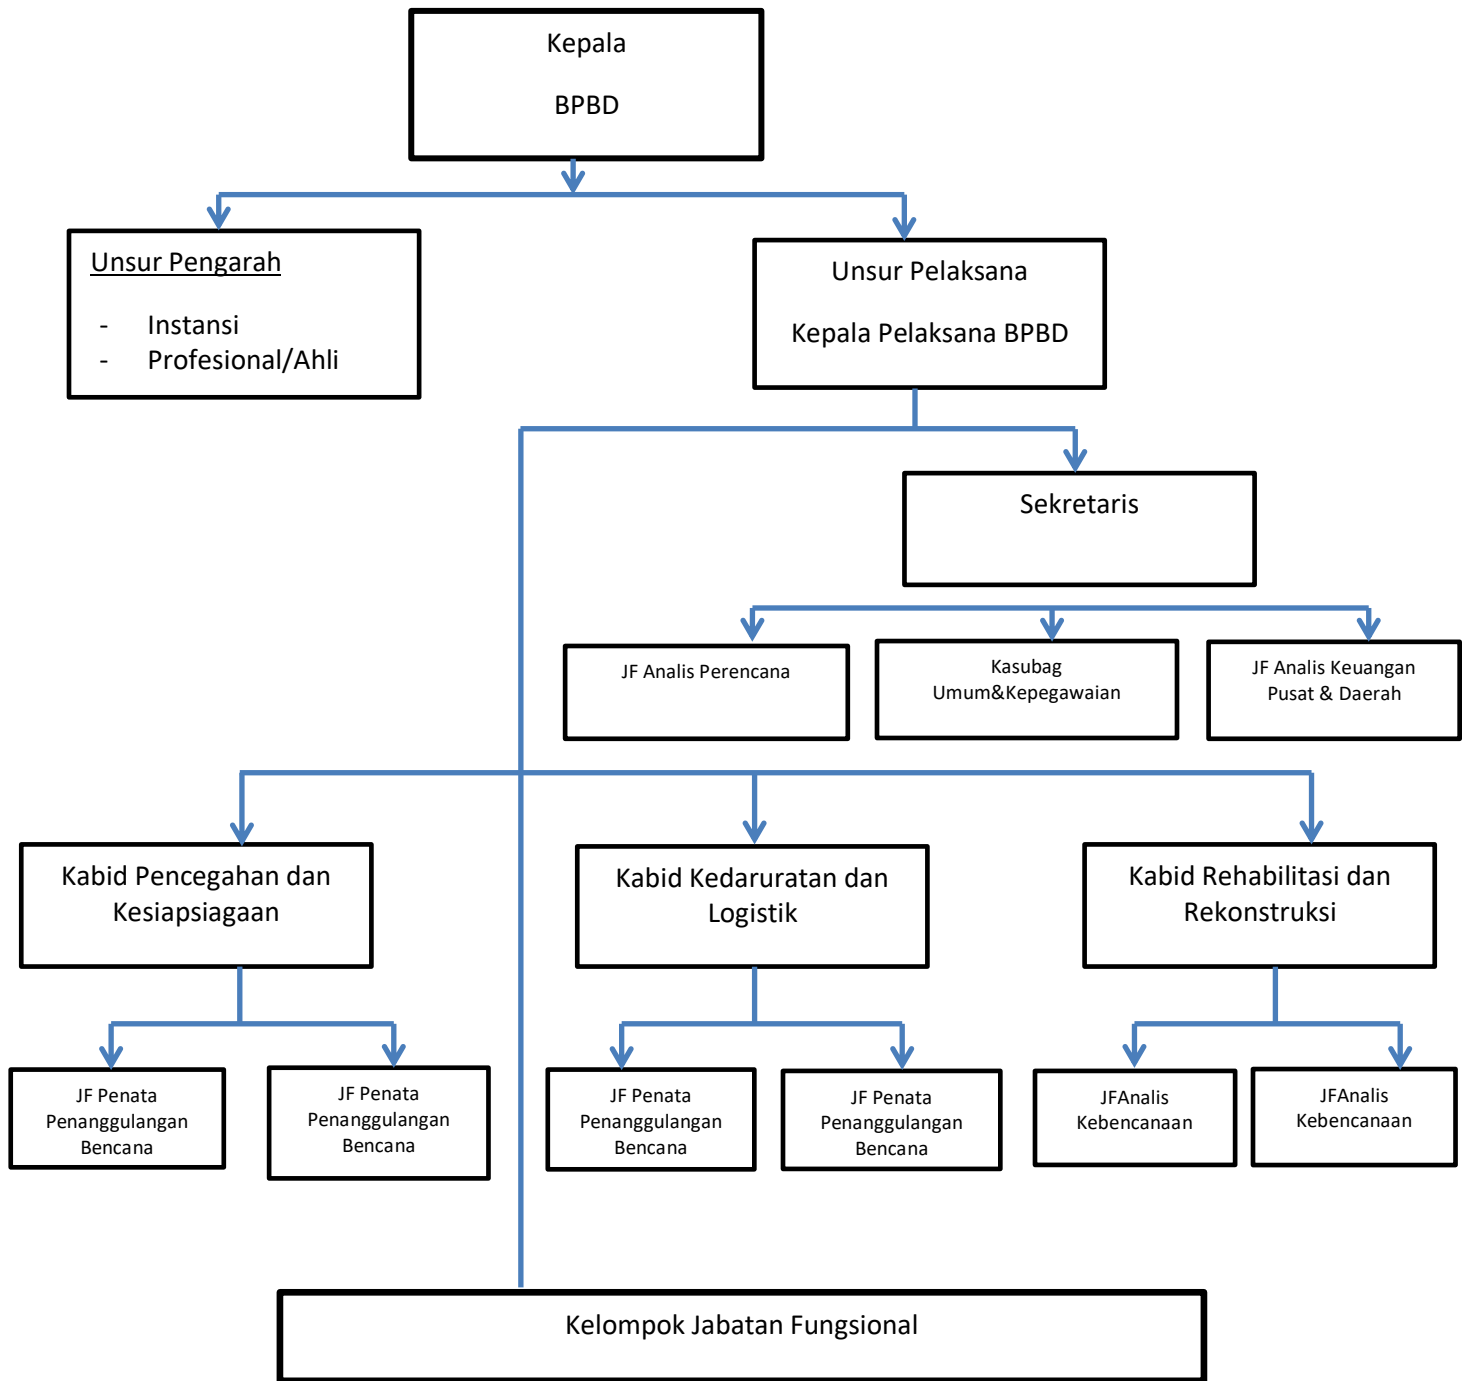 Kepala
BPBD
Unsur Pengarah
- Instansi
- Profesional/Ahli
Unsur Pelaksana
Kepala Pelaksana BPBD
Sekretaris
JF Analis Perencana
Kasubag
Umum&Kepegawaian
JF Analis Keuangan
Pusat & Daerah
Kabid Pencegahan dan
Kesiapsiagaan
Kabid Kedaruratan dan
Logistik
Kabid Rehabilitasi dan
Rekonstruksi
JF Penata
Penanggulangan
Bencana
JF Penata
Penanggulangan
Bencana
JF Penata
Penanggulangan
Bencana
JF Penata
Penanggulangan
Bencana
JFAnalis
Kebencanaan
JFAnalis
Kebencanaan
Kelompok Jabatan Fungsional